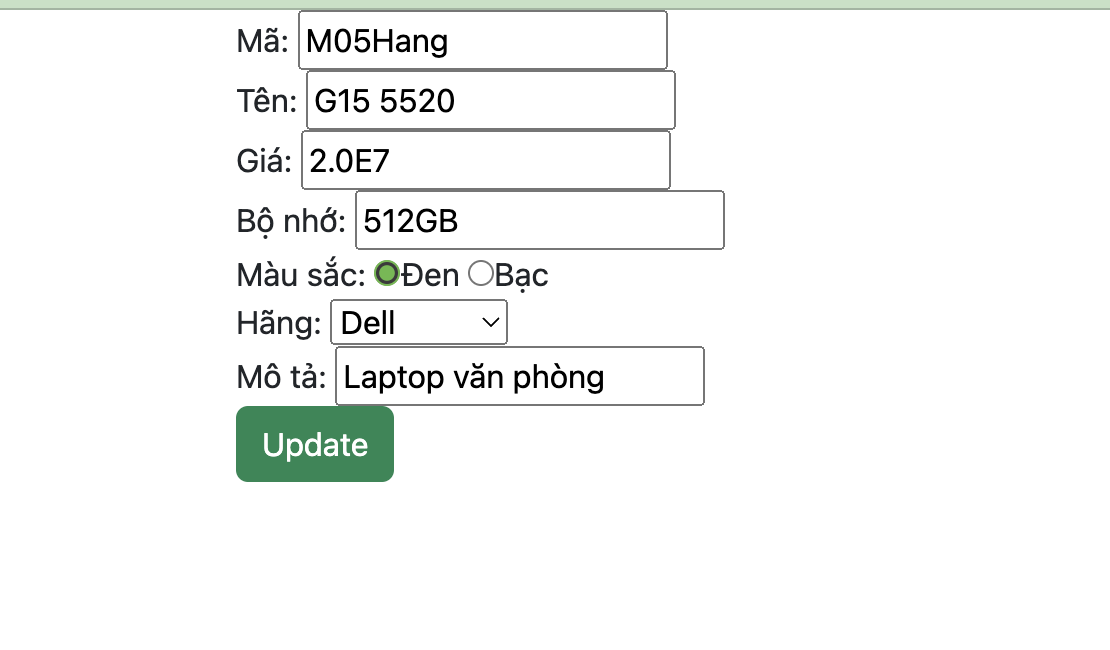 Mã: M05Hang
Tên: G15 5520
Giá: 2.0E7
Bộ nhớ: 512GB
Màu sắc: Đen Bạc
Hãng: Dell
Mô tả: Laptop văn phòng
Update